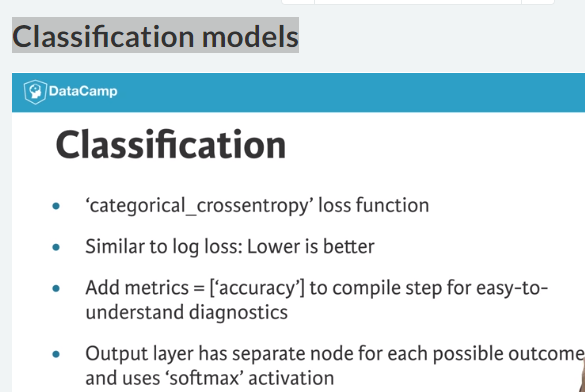 Classification models
DataCamp
Classification
• ‘categorical_crossentropy’ loss function
• Similar to log loss: Lower is better
• Add metrics = [‘accuracy’] to compile step for easy-to-
understand diagnostics
• Output layer has separate node for each possible outcome
and uses ‘softmax’ activation